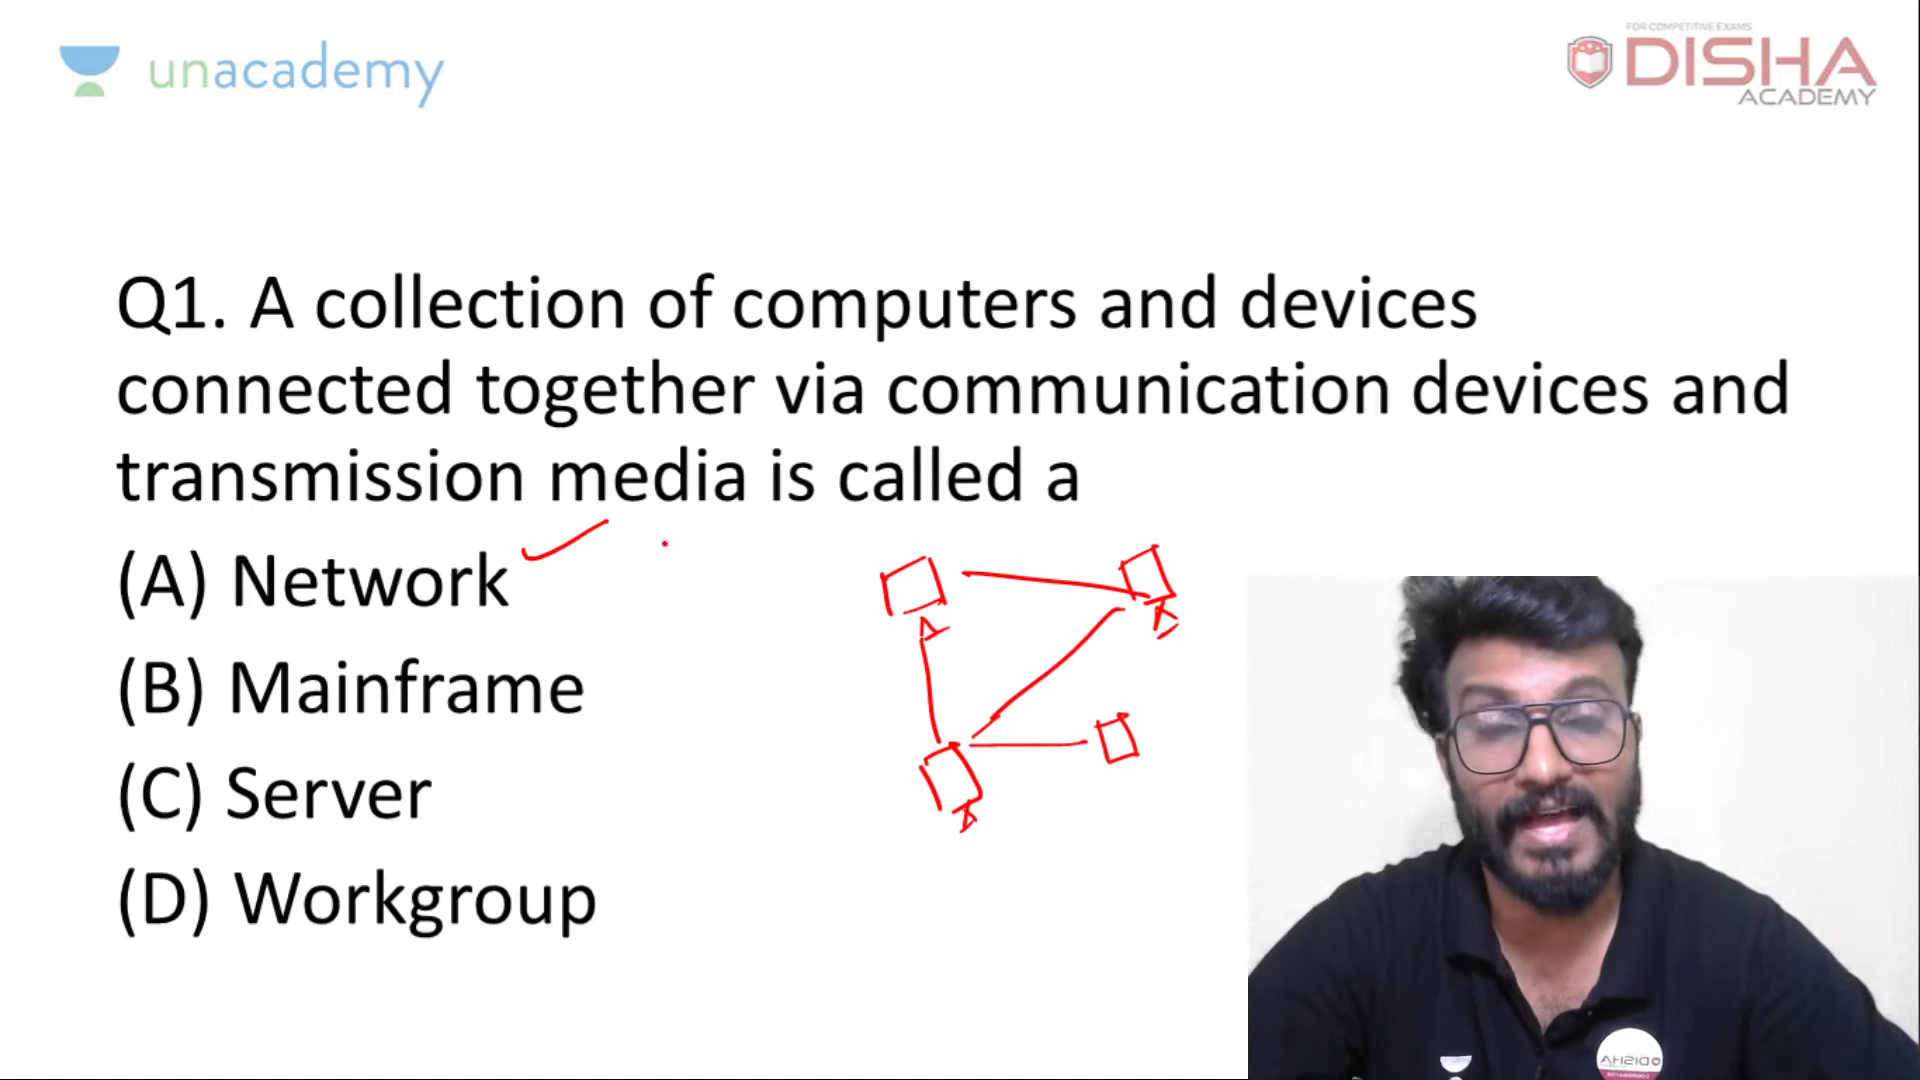 unacademy
FOR COMPETITIVE EXAMS
DISHA
ACADEMY
Q1. A collection of computers and devices
connected together via communication devices and
transmission media is called a
(A) Network
(B) Mainframe
(C) Server
(D) Workgroup
A
DISHA